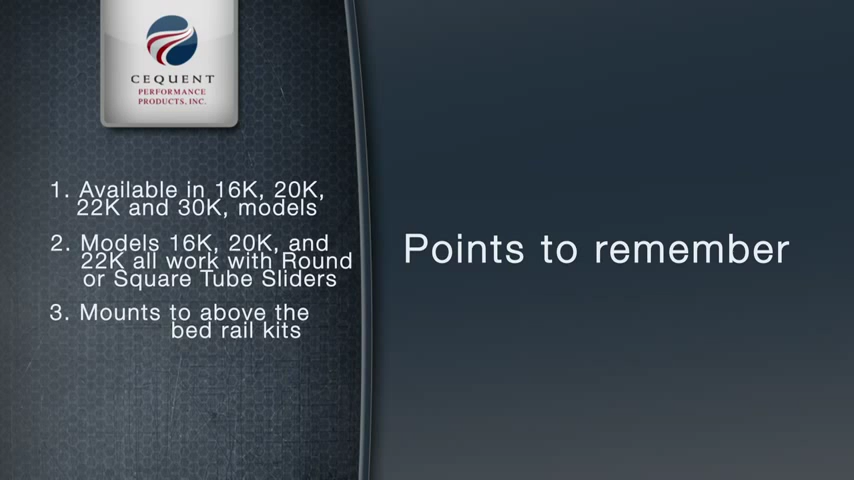 CEQUENT
PERFORMANCE
PRODUCTS, INC.
1. Available in 16K, 20K,
22K and 30K, models
2. Models 16K, 20K, and
22K all work with Round
or Square Tube Sliders
3. Mounts to above the
bed rail kits
Points to remember